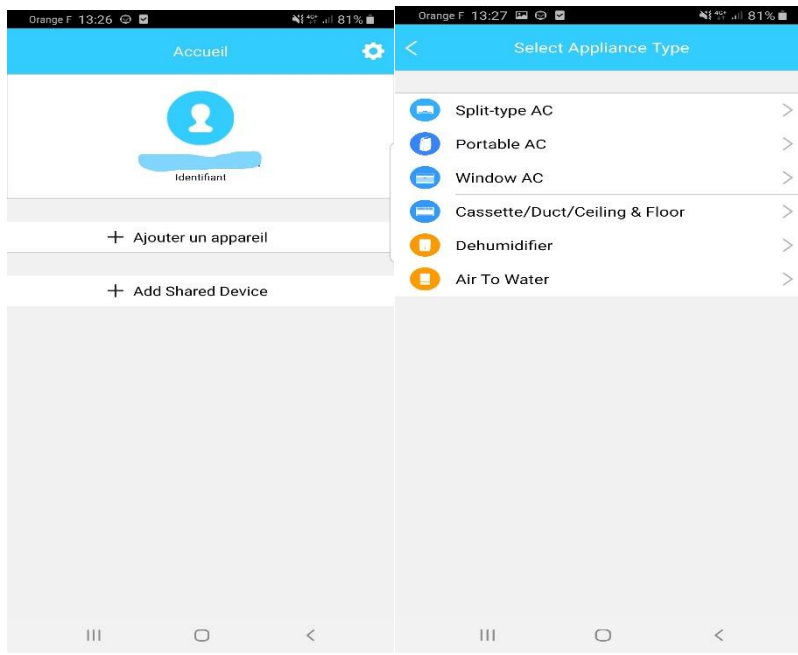 Orange F 13:26
81%
Accueil
Identifiant
+ Ajouter un appareil
+ Add Shared Device
Orange F 13:27
4G+
81%
Select Appliance Type
Split-type AC
Portable AC
Window AC
Cassette/Duct/Ceiling & Floor
Dehumidifier
Air To Water